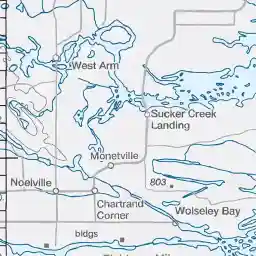 West Arm
Sucker Creek
Landing
Monetville
803
Noelville
Chartrand
Corner
Wolseley Bay
bldgs